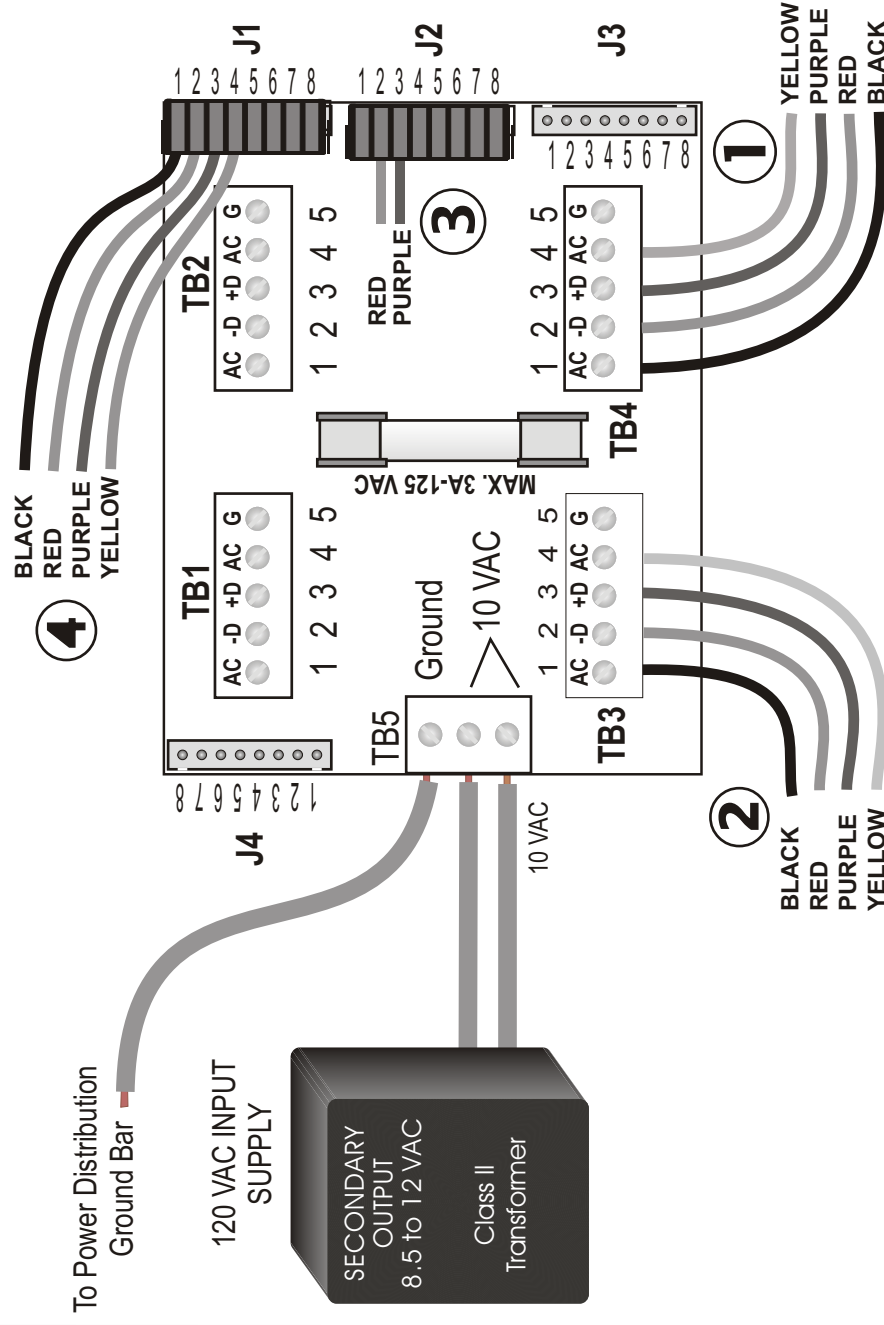 BLACK
RED
PURPLE
YELLOW
4
1 2 3 4 5 6 7 8
J1
TB2
AC -D +D AC G
1 2 3 4 5
1 2 3 4 5 6 7 8
J2
RED
PURPLE
3
J3
1 2 3 4 5 6 7 8
1
YELLOW
PURPLE
RED
BLACK
TB1
AC -D +D AC G
1 2 3 4 5
MAX. 3A-125 VAC
1 2 3 4 5
AC -D +D AC G
TB4
8 7 6 5 4 3 2 1
J4
TB5
Ground
10 VAC
10 VAC
1 2 3 4 5
AC -D +D AC G
TB3
2
BLACK
RED
PURPLE
YELLOW
To Power Distribution
Ground Bar
120 VAC INPUT
SUPPLY
SECONDARY
OUTPUT
8.5 to 12 VAC
Class II
Transformer